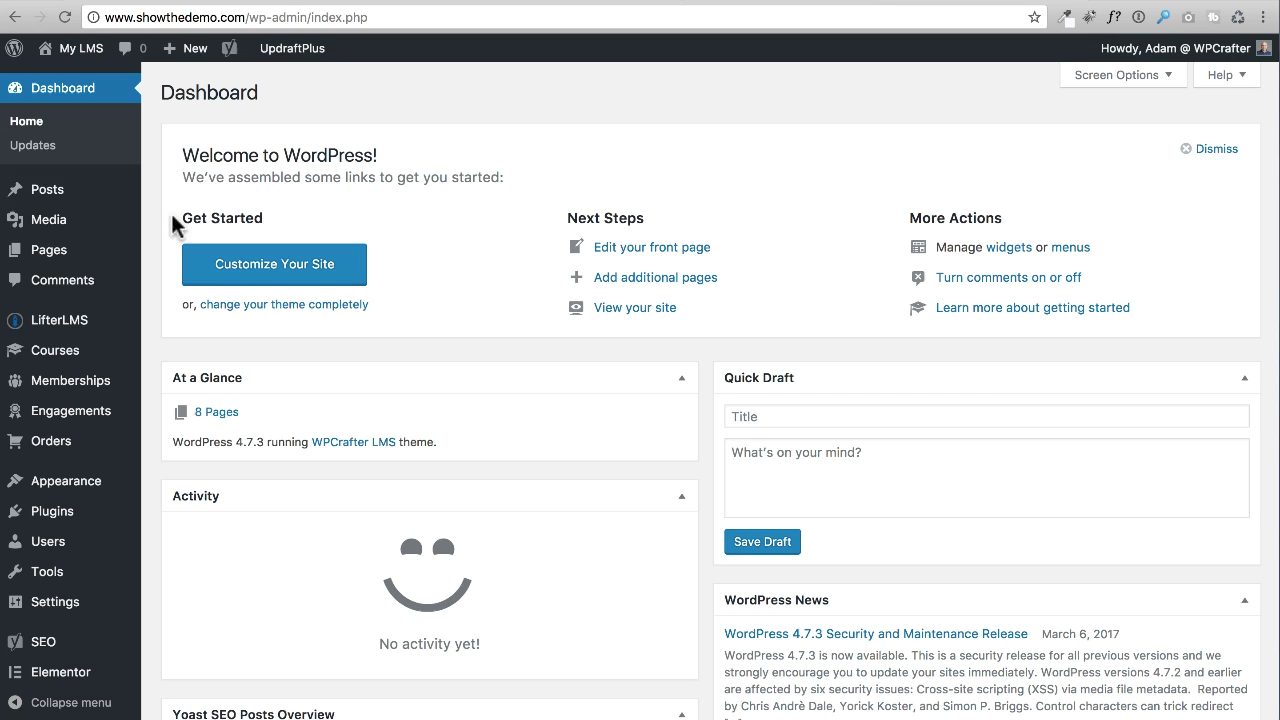 www.showthedemo.com/wp-admin/index.php
f?
My LMS
0
New
UpdraftPlus
Howdy, Adam @ WPCrafter
Dashboard
Home
Updates
Posts
Media
Pages
Comments
LifterLMS
Courses
Memberships
Engagements
Orders
Appearance
Plugins
Users
Tools
Settings
SEO
Elementor
Collapse menu
Screen Options
Help
Dashboard
Welcome to WordPress!
We've assembled some links to get you started:
Dismiss
Get Started
Customize Your Site
or, change your theme completely
Next Steps
Edit your front page
Add additional pages
View your site
More Actions
Manage widgets or menus
Turn comments on or off
Learn more about getting started
At a Glance
8 Pages
WordPress 4.7.3 running WPCrafter LMS theme.
Activity
No activity yet!
Yoast SEO Posts Overview
Quick Draft
Title
What's on your mind?
Save Draft
WordPress News
WordPress 4.7.3 Security and Maintenance Release March 6, 2017
WordPress 4.7.3 is now available. This is a security release for all previous versions and we
strongly encourage you to update your sites immediately. WordPress versions 4.7.2 and earlier
are affected by six security issues: Cross-site scripting (XSS) via media file metadata. Reported
by Chris Andrè Dale, Yorick Koster, and Simon P. Briggs. Control characters can trick redirect